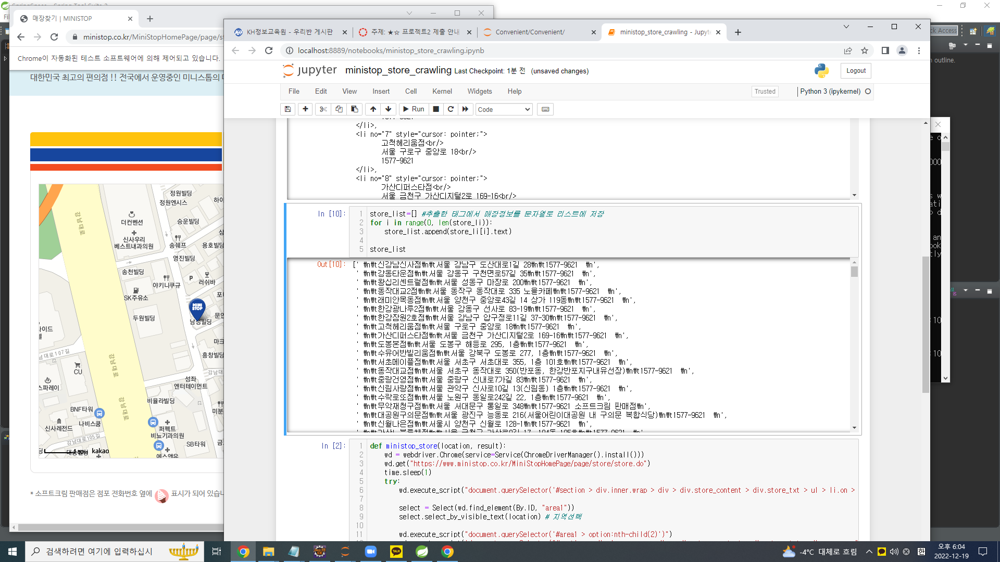 매장찾기 | MINISTOP
ministop.co.kr/MiniStopHomePage/page/st
Chrome이 자동화된 테스트 소프트웨어에 의해 제어되고 있습니다.
대한민국 최고의 편의점 !! 전국에서 운영중인 미니스톱의
정원빌딩
정원엔시스
하이
강남대로
더컨벤션
승운빌딩
신사우리
베스트내과의원
송쉐프
용호빌딩
영진빌딩
송천빌딩
야키니쿠규
P
러쉬바
SK주유소
MINI
STOP
두원빌딩
문연
남정빌딩
강남대로107길
마크
흥창빌딩
강남대로
CU
성좌
엔터테이먼트
스파레이
비율라빌딩
강남대로
BNF타워
나비스쿰
미분
신사레전드
퍼펙트
비뇨기과의원
강남대로105길
SB타워
kakao
에스앤유
* 소프트크림 판매점은 점포 전화번호 옆에 표시가 되어 있습니
KH정보교육원 - 우리반 게시판
주제: ★☆ 프로젝트2 제출 안내
Convenient/Convenient/
ministop_store_crawling - Jupyte
localhost:8889/notebooks/ministop_store_crawling.ipynb
jupyter ministop_store_crawling Last Checkpoint: 1분 전 (unsaved changes)
Logout
File Edit View Insert Cell Kernel Widgets Help
Trusted
Python 3 (ipykernel)
Run
Code
</li>,
<li no="7" style="cursor: pointer;">
고척헤리움점<br/>
서울 구로구 중앙로 18<br/>
1577-9621
</li>,
<li no="8" style="cursor: pointer;">
가산디퍼스타점<br/>
서울 금천구 가산디지털2로 169-16<br/>
In [10]:
1 store_list=[] #추출한 태그에서 매장정보를 문자열로 리스트에 저장
2 for i in range(0, len(store_li)):
3 store_list.append(store_li[i].text)
4
5 store_list
Out[10]:
[' ₩n₩t신강남신사점₩n₩t서울 강남구 도산대로1길 28₩n₩t1577-9621 ₩n',
' ₩n₩t강동타운점₩n₩t서울 강동구 구천면로57길 35₩n₩t1577-9621 ₩n',
' ₩n₩t왕십리센트럴점₩n₩t서울 성동구 마장로 200₩n₩t1577-9621 ₩n',
' ₩n₩t동작대교2점₩n₩t서울 동작구 동작대로 335 노을카페₩n₩t1577-9621 ₩n',
' ₩n₩t래미안목동점₩n₩t서울 양천구 중앙로43길 14 상가 119동₩n₩t1577-9621 ₩n',
' ₩n₩t한강광나루2점₩n₩t서울 강동구 선사로 83-19₩n₩t1577-9621 ₩n',
' ₩n₩t한강잠원2호점₩n₩t서울 강남구 압구정로11길 37-30₩n₩t1577-9621 ₩n',
' ₩n₩t고척헤리움점₩n₩t서울 구로구 중앙로 18₩n₩t1577-9621 ₩n',
' ₩n₩t가산디퍼스타점₩n₩t서울 금천구 가산디지털2로 169-16₩n₩t1577-9621 ₩n',
' ₩n₩t도봉본점₩n₩t서울 도봉구 해등로 295, 1층₩n₩t1577-9621 ₩n',
' ₩n₩t수유어반빌리움점₩n₩t서울 강북구 도봉로 277, 1층₩n₩t1577-9621 ₩n',
' ₩n₩t서초메이플점₩n₩t서울 서초구 서초대로 355, 1층 101호₩n₩t1577-9621 ₩n',
' ₩n₩t동작대교점₩n₩t서울 서초구 동작대로 350(반포동, 한강반포지구내유선장)₩n₩t1577-9621 ₩n',
' ₩n₩t중랑건영점₩n₩t서울 중랑구 신내로7가길 83₩n₩t1577-9621 ₩n',
' ₩n₩t신림사랑점₩n₩t서울 관악구 신사로10길 13(신림동) 1층₩n₩t1577-9621 ₩n',
' ₩n₩t수락로또점₩n₩t서울 노원구 동일로242길 22, 1층₩n₩t1577-9621 ₩n',
' ₩n₩t무악재청구점₩n₩t서울 서대문구 통일로 348₩n₩t1577-9621 소프트크림 판매점₩n',
' ₩n₩t대공원구의문점₩n₩t서울 광진구 능동로 216(서울어린이대공원 내 구의문 복합식당)₩n₩t1577-9621 ₩n',
' ₩n₩t신월나은점₩n₩t서울시 양천구 신월로 128-1₩n₩t1577-9621 ₩n',
In [2]:
1 def ministop_store(location, result):
2 wd = webdriver.Chrome(service=Service(ChromeDriverManager().install()))
3 wd.get("https://www.ministop.co.kr/MiniStopHomePage/page/store/store.do")
4 time.sleep(1)
5 try:
6 wd.execute_script("document.querySelector('#section > div.inner.wrap > div > div.store_content > div.store_txt > ul > li.on >
7
8 select = Select(wd.find_element(By.ID, "area1"))
9 select.select_by_visible_text(location) # 지역선택
10
11 wd.execute_script("document.querySelector('#area1 > option:nth-child(2)')")
ck Access
outline.
검색하려면 여기에 입력하십시
-4°C 대체로 흐림
한
오후 6:04
2022-12-19